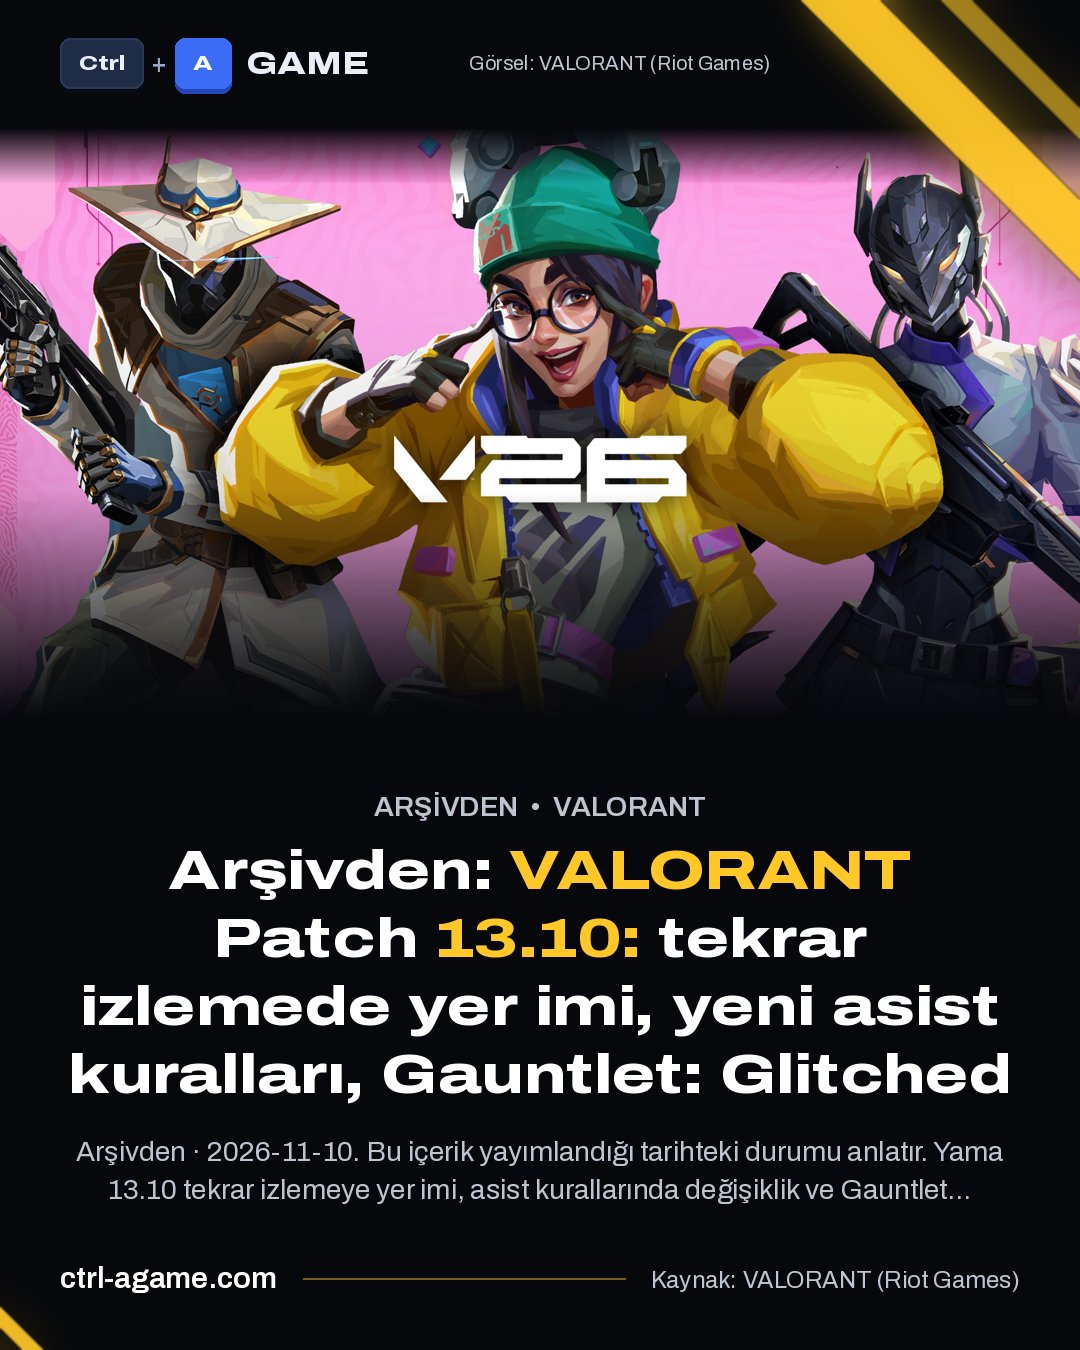 Ctrl + A GAME
Görsel: VALORANT (Riot Games)
V26
ARŞİVDEN • VALORANT
Arşivden: VALORANT
Patch 13.10: tekrar
izlemede yer imi, yeni asist
kuralları, Gauntlet: Glitched
Arşivden · 2026-11-10. Bu içerik yayımlandığı tarihteki durumu anlatır. Yama
13.10 tekrar izlemeye yer imi, asist kurallarında değişiklik ve Gauntlet...
ctrl-agame.com
Kaynak: VALORANT (Riot Games)